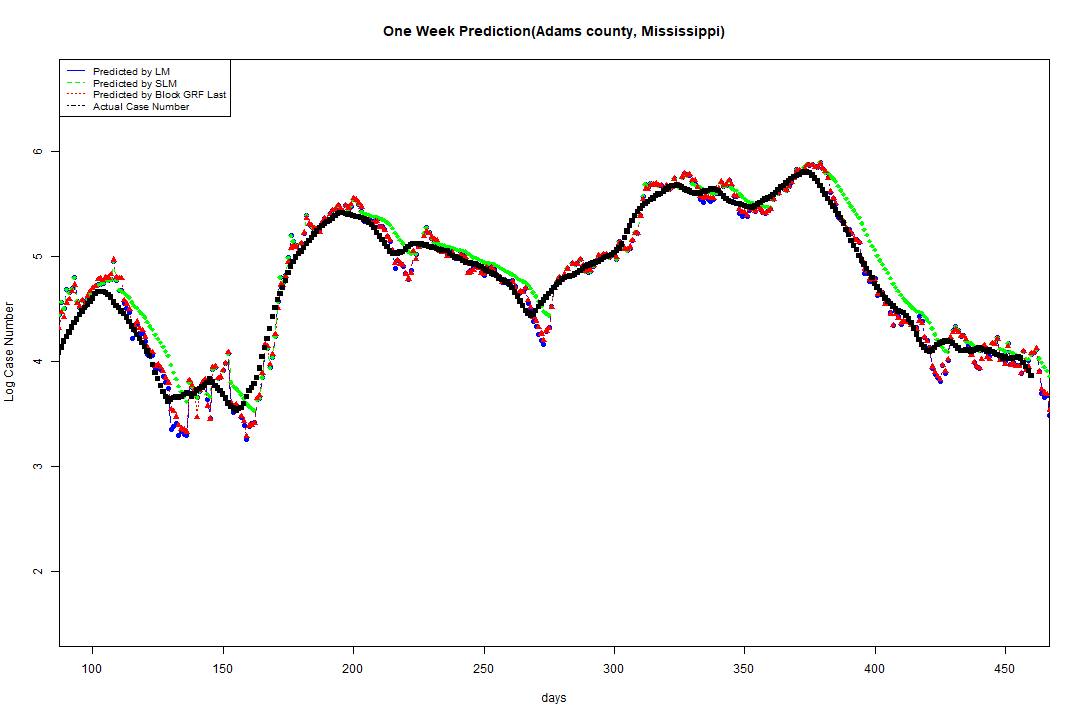 One Week Prediction(Adams county, Mississippi)
Predicted by LM
Predicted by SLM
Predicted by Block GRF Last
Actual Case Number
Log Case Number
6
5
4
3
2
100 150 200 250 300 350 400 450
days